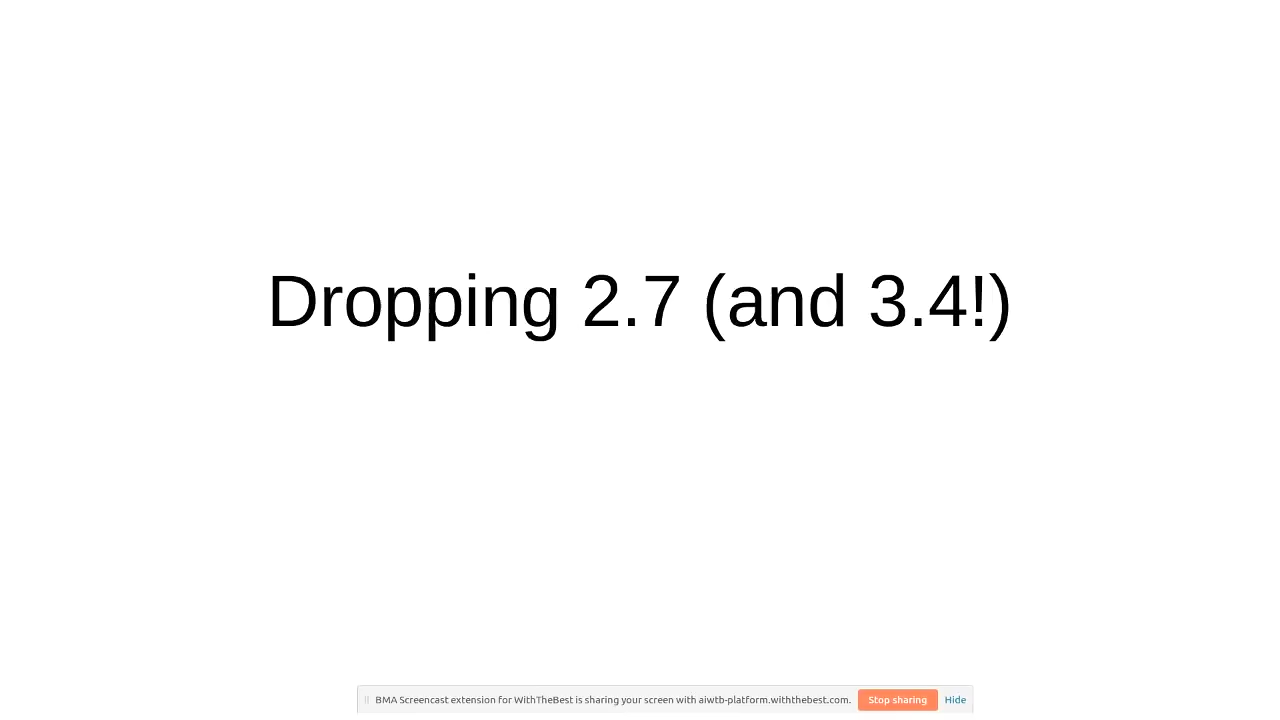 Dropping 2.7 (and 3.4!)
BMA Screencast extension for WithTheBest is sharing your screen with aiwtb-platform.withthebest.com. Stop sharing Hide